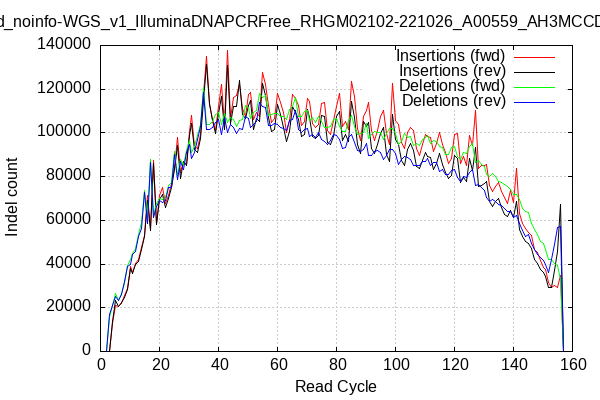 d_noinfo-WGS_v1_IlluminaDNAPCRFree_RHGM02102-221026_A00559_AH3MCCD
Insertions (fwd)
Insertions (rev)
Deletions (fwd)
Deletions (rev)
140000
120000
100000
80000
60000
40000
20000
0
Indel count
0 20 40 60 80 100 120 140 160
Read Cycle